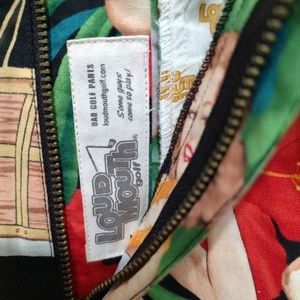 BAD GOLF PANTS
loudmouthgolf.com
Some guys
came to play!
LOUD
MOUTH
golf